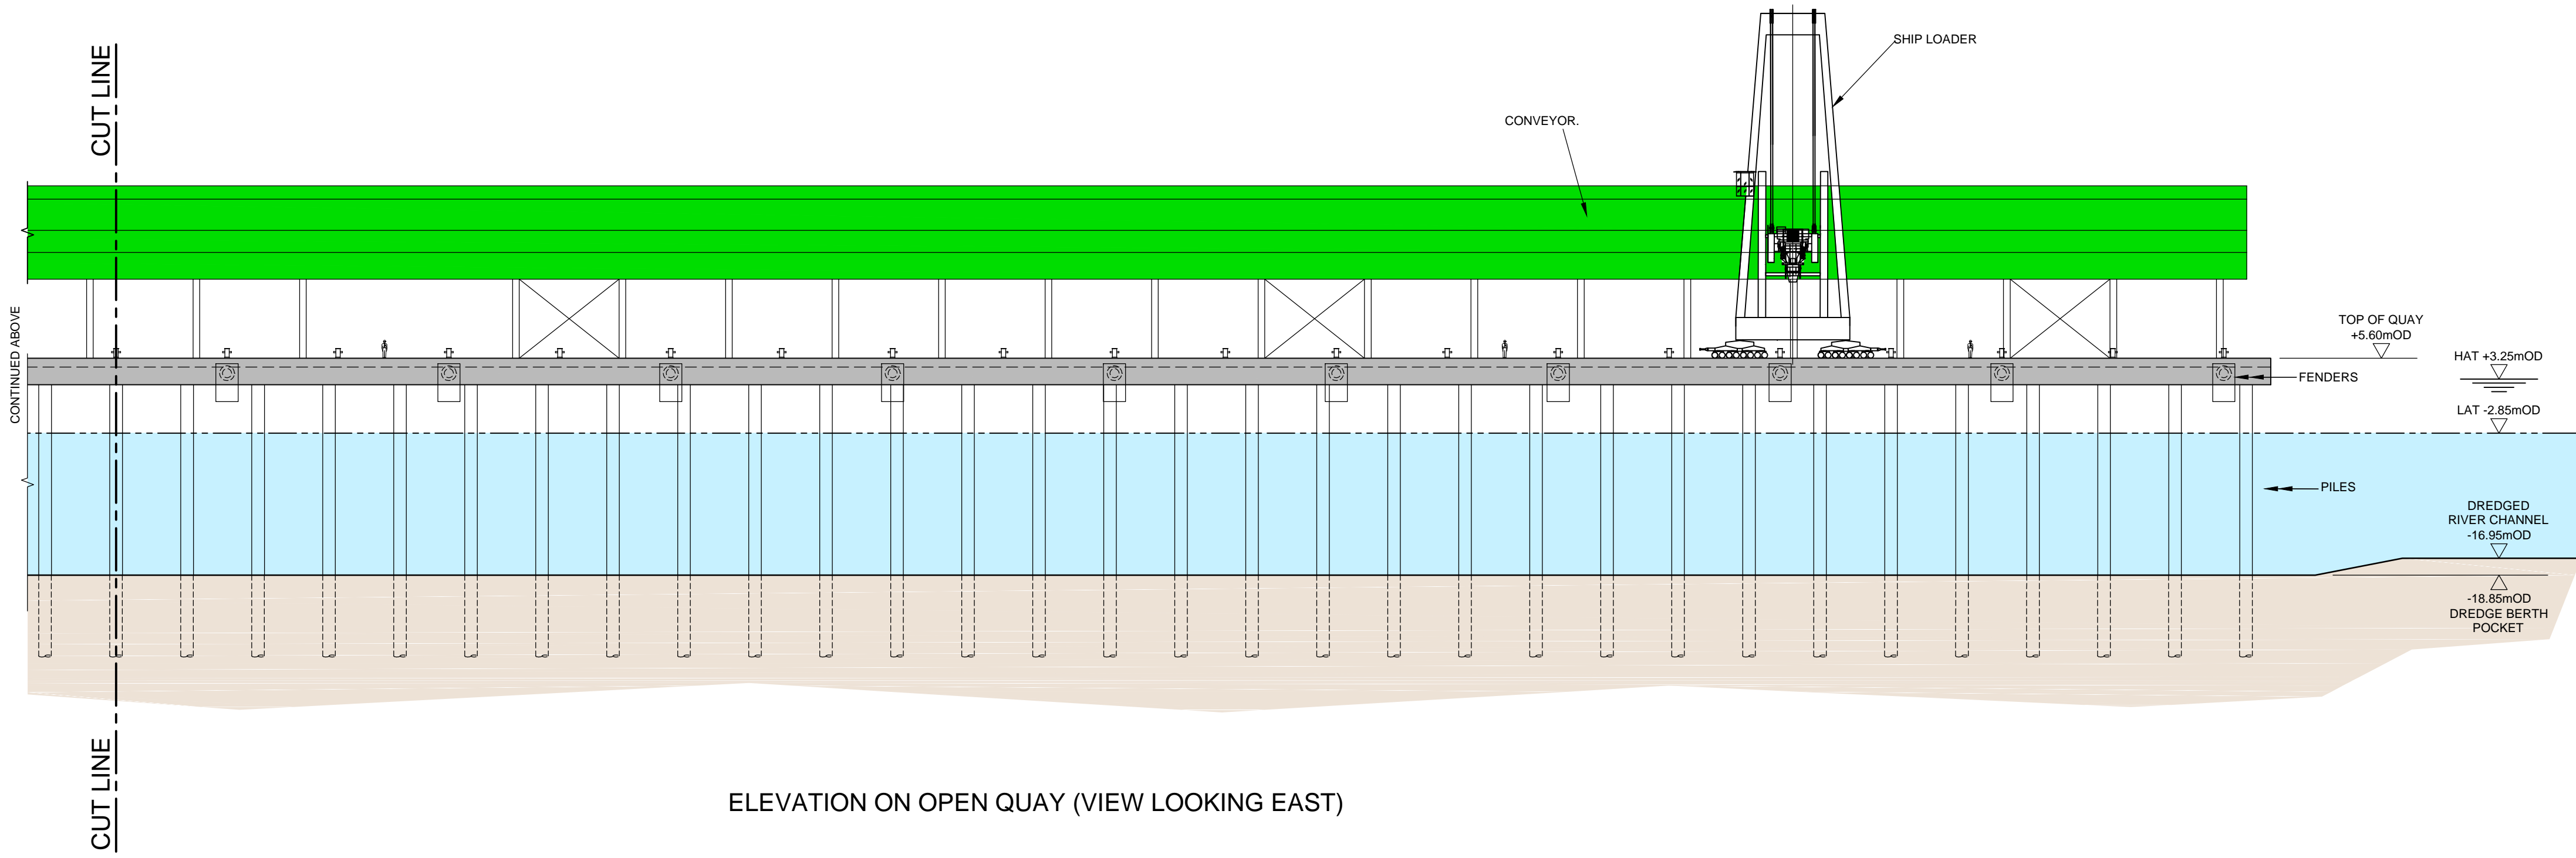 CUT LINE
SHIP LOADER
CONVEYOR.
CONTINUED ABOVE
TOP OF QUAY
+5.60mOD
HAT +3.25mOD
FENDERS
LAT -2.85mOD
PILES
DREDGED
RIVER CHANNEL
-16.95mOD
-18.85mOD
DREDGE BERTH
POCKET
CUT LINE
ELEVATION ON OPEN QUAY (VIEW LOOKING EAST)